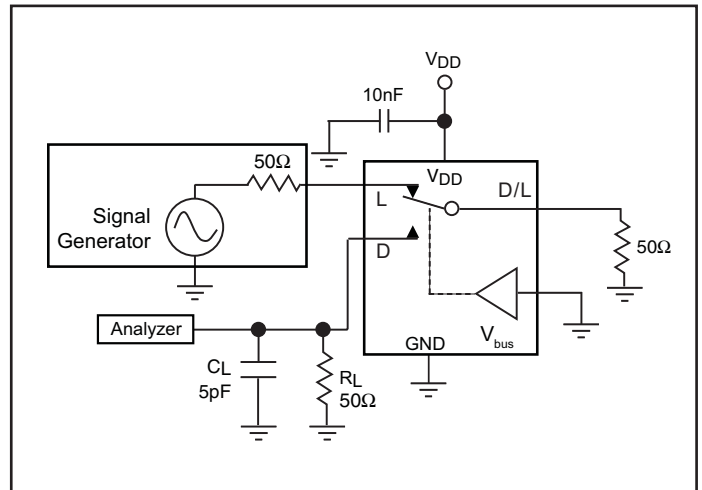 VDD
10nF
50Ω
VDD
D/L
L
Signal
Generator
D
50Ω
Analyzer
Vbus
GND
CL
5pF
RL
50Ω